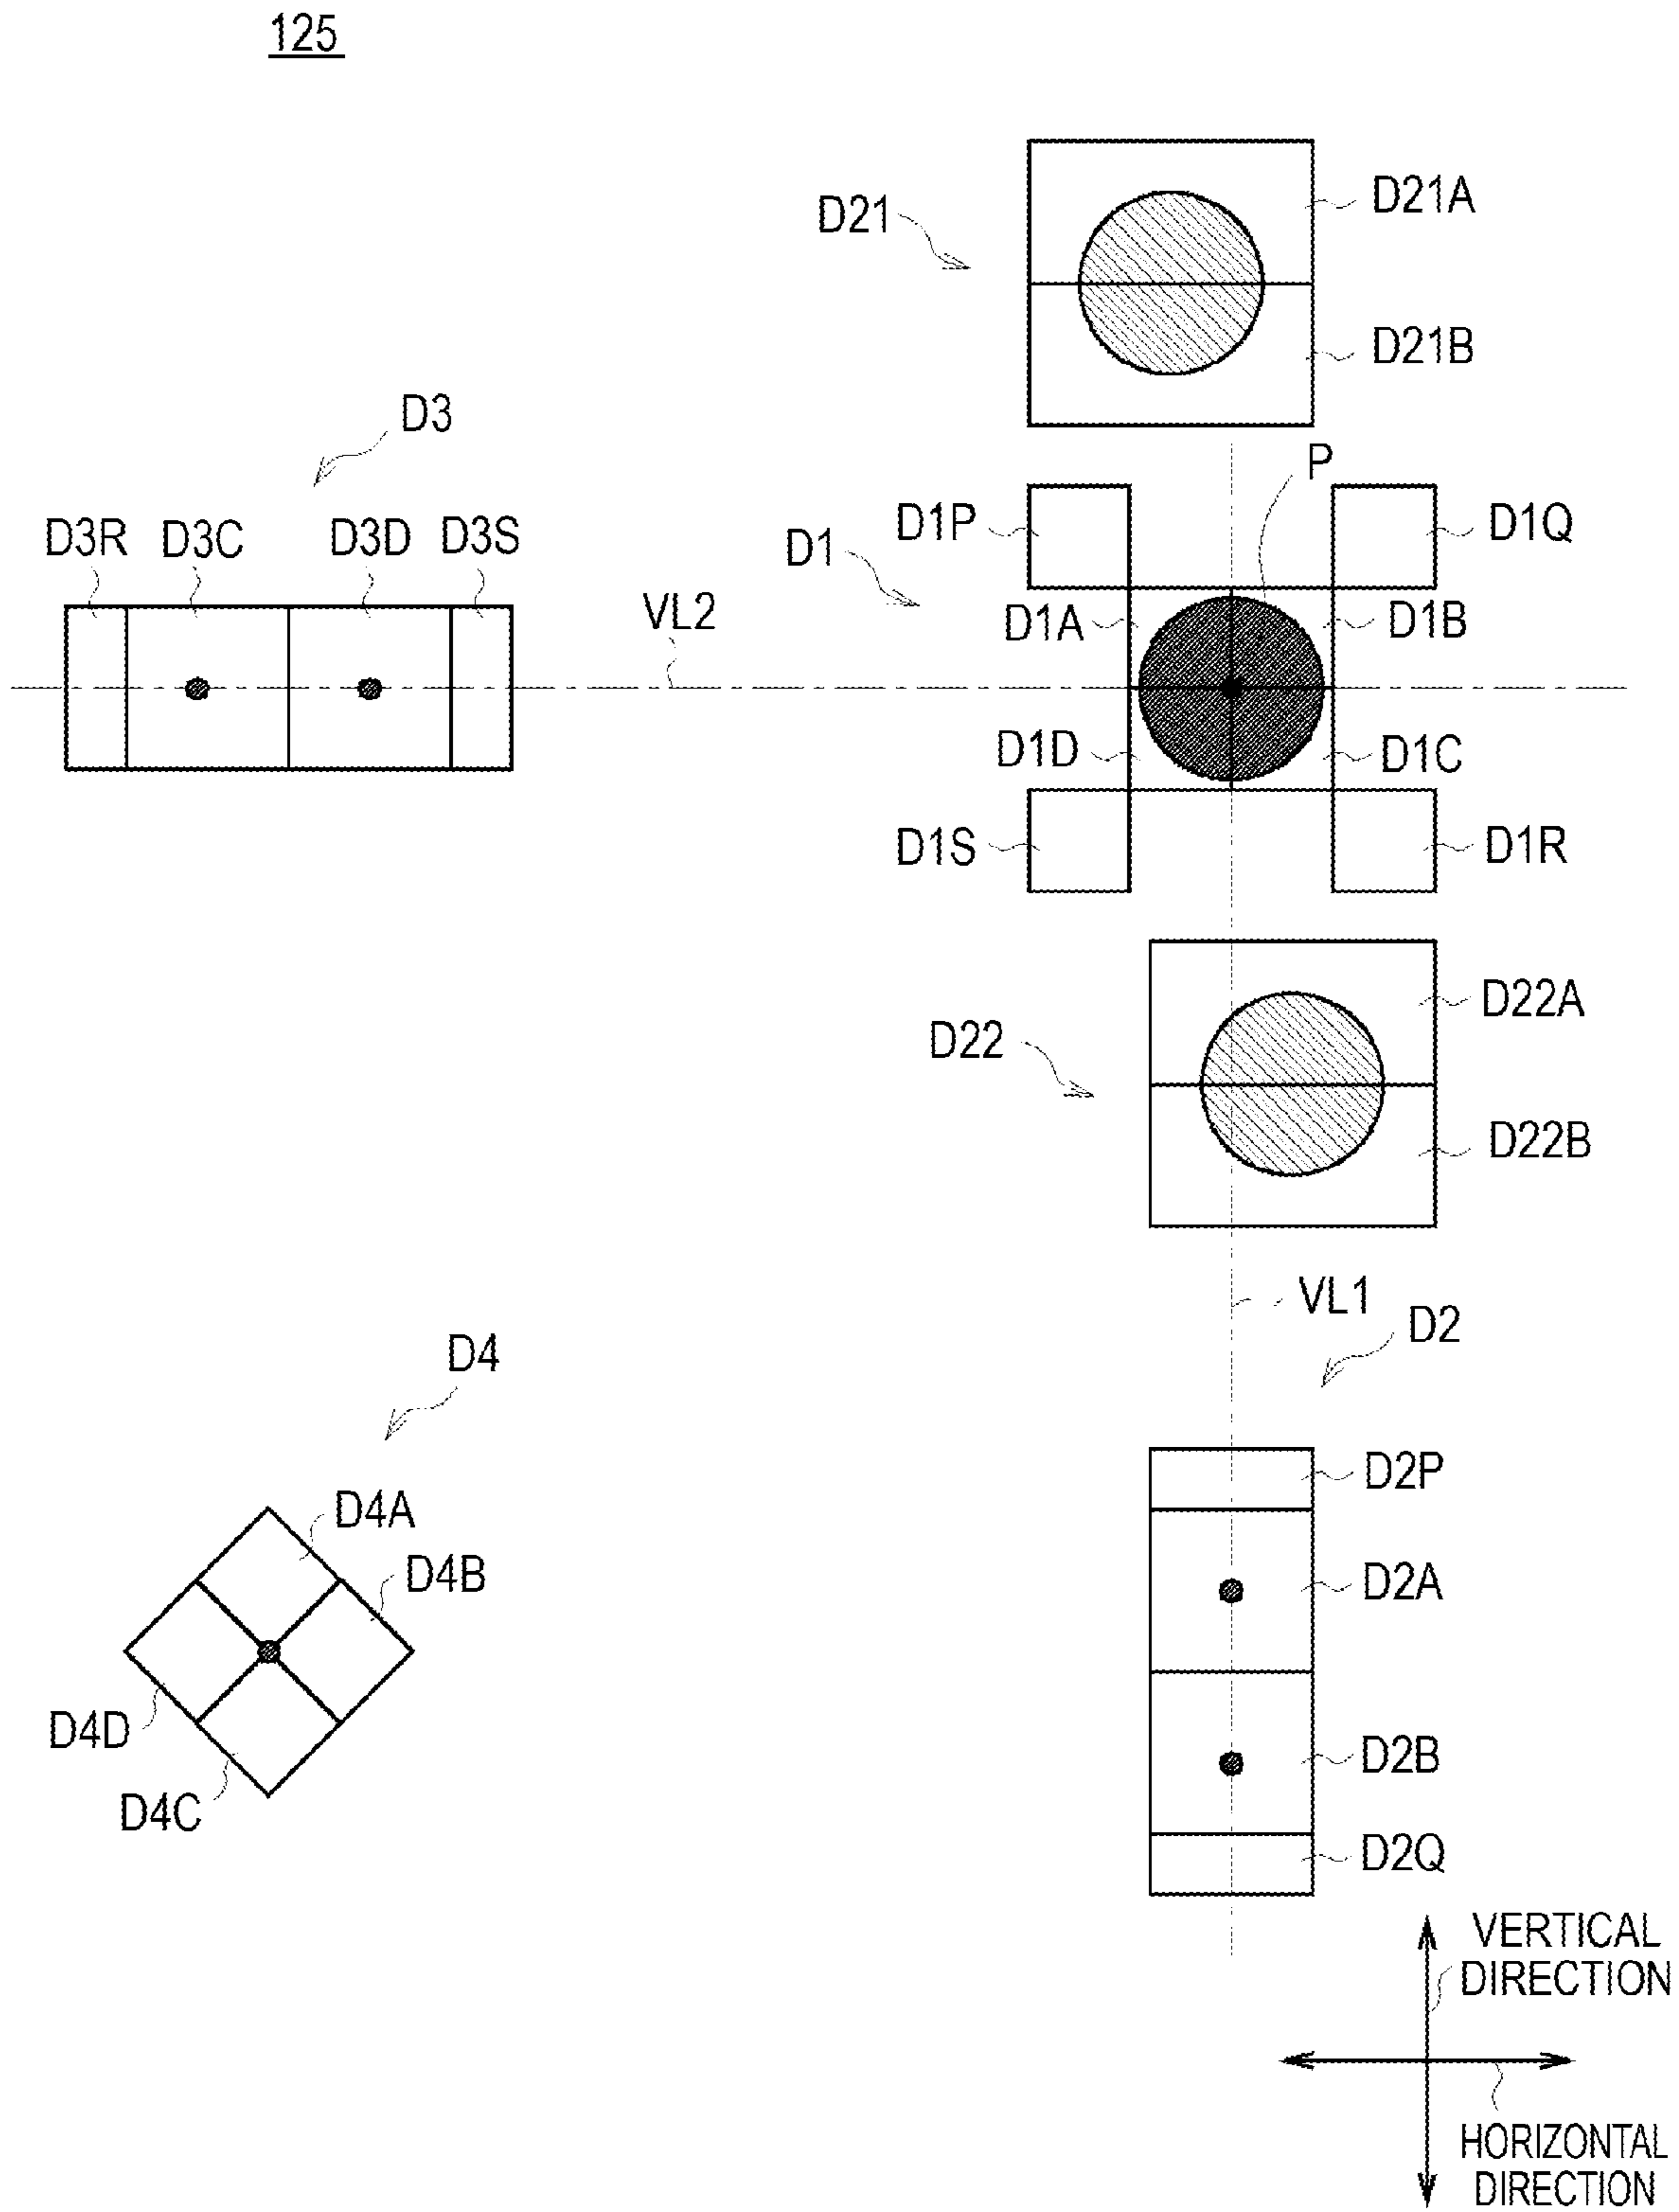 125
D21
D21A
D21B
D3
P
D3R D3C D3D D3S
D1P
D1Q
D1
VL2
D1A
D1B
D1D
D1C
D1S
D1R
D22
D22A
D22B
VL1
D2
D4
D2P
D4A
D4B
D2A
D4D
D2B
D4C
D2Q
VERTICAL
DIRECTION
HORIZONTAL
DIRECTION